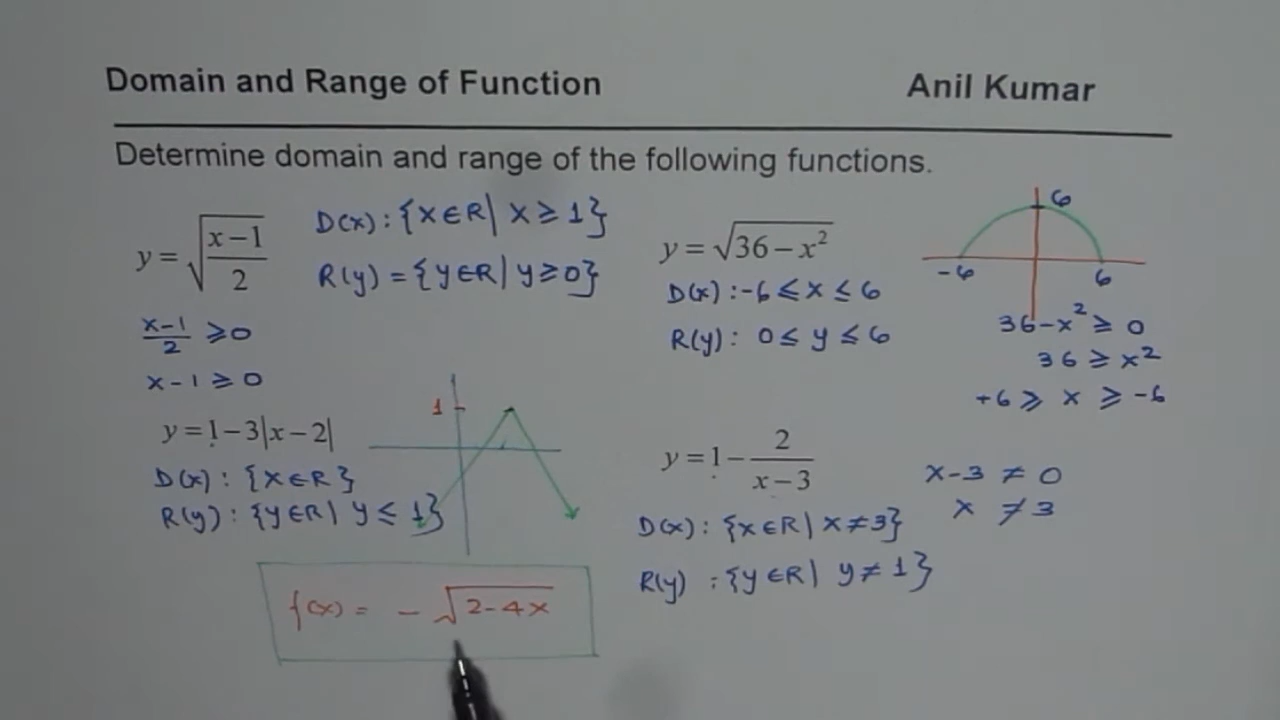 Domain and Range of Function
Anil Kumar
Determine domain and range of the following functions.
y = √((x−1)/2)
D(x): {x∈R| x ≥ 1}
R(y) = {y∈R| y≥0}
(x−1)/2 ≥ 0
x − 1 ≥ 0
y = √(36 − x²)
D(x) : -6 ≤ x ≤ 6
R(y): 0 ≤ y ≤ 6
6
-6
6
36 − x² ≥ 0
36 ≥ x²
+6 ≥ x ≥ -6
y = 1 − 3|x − 2|
D(x): {x∈R}
R(y): {y∈R| y ≤ 1}
1
y = 1 − 2/(x − 3)
D(x): {x∈R| x≠3}
R(y) : {y∈R| y≠1}
x − 3 ≠ 0
x ≠ 3
f(x) = − √(2−4x)